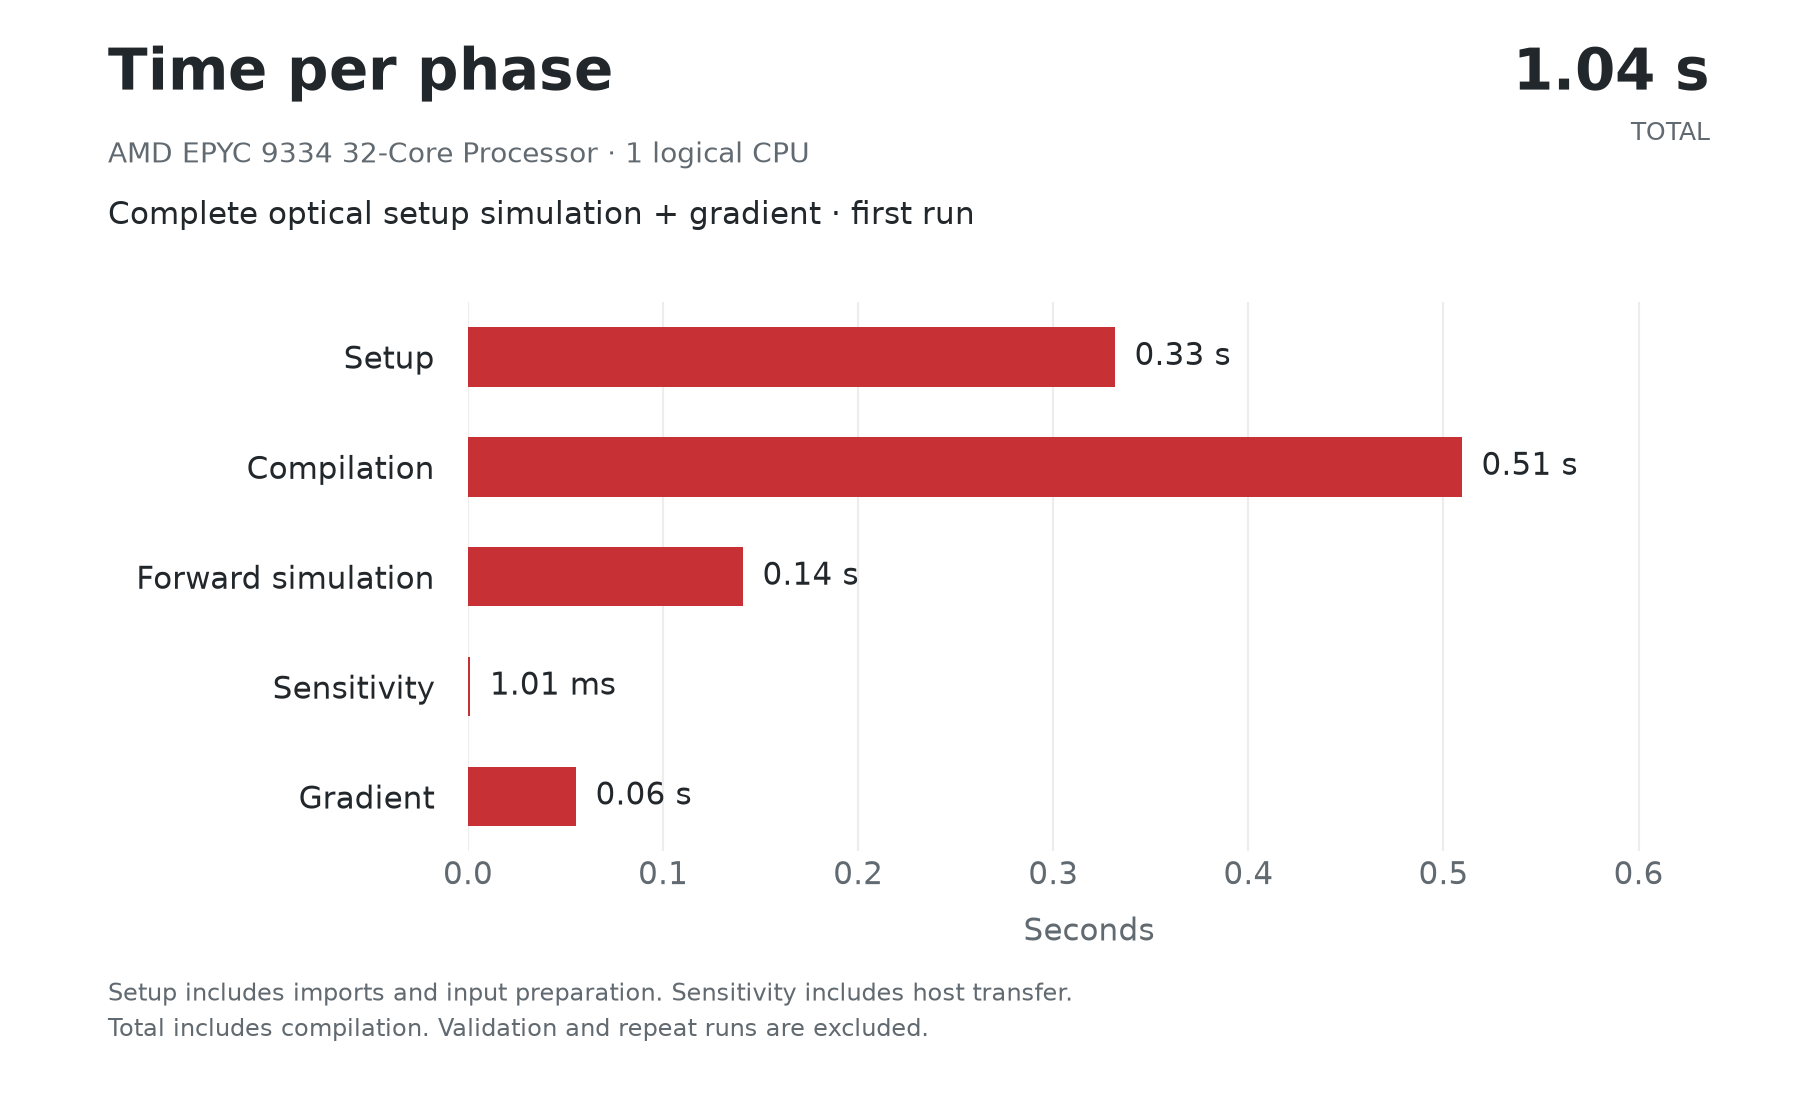 Time per phase
1.04 s
TOTAL
AMD EPYC 9334 32-Core Processor · 1 logical CPU
Complete optical setup simulation + gradient · first run
Setup
0.33 s
Compilation
0.51 s
Forward simulation
0.14 s
Sensitivity
1.01 ms
Gradient
0.06 s
0.0 0.1 0.2 0.3 0.4 0.5 0.6
Seconds
Setup includes imports and input preparation. Sensitivity includes host transfer.
Total includes compilation. Validation and repeat runs are excluded.